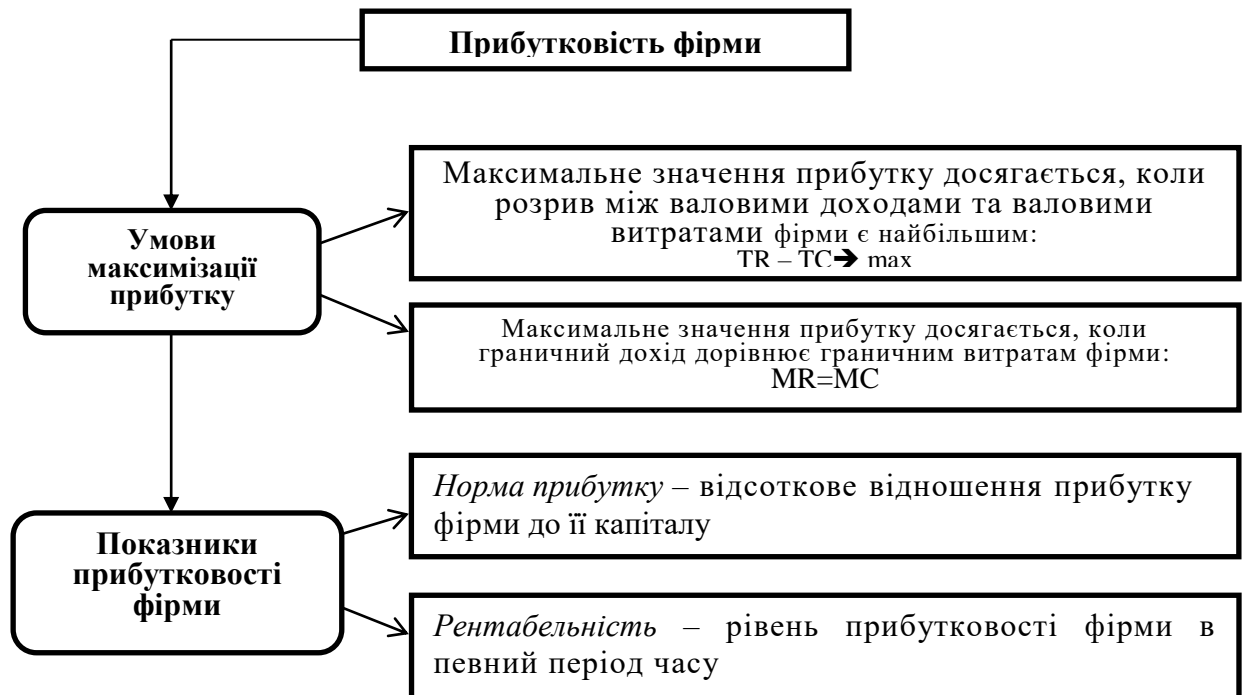 Прибутковість фірми
Максимальне значення прибутку досягається, коли
розрив між валовими доходами та валовими
витратами фірми є найбільшим:
TR – TC➔ max
Умови
максимізації
прибутку
Максимальне значення прибутку досягається, коли
граничний дохід дорівнює граничним витратам фірми:
MR=MC
Норма прибутку – відсоткове відношення прибутку
фірми до її капіталу
Показники
прибутковості
фірми
Рентабельність – рівень прибутковості фірми в
певний період часу